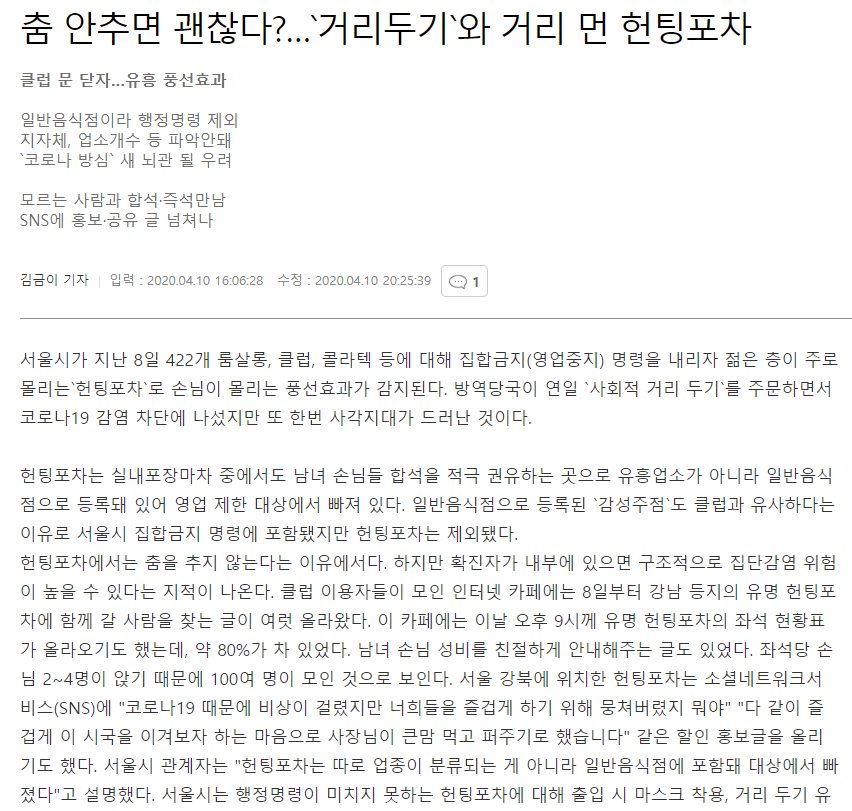 춤 안추면 괜찮다?...`거리두기`와 거리 먼 헌팅포차
클럽 문 닫자…유흥 풍선효과
일반음식점이라 행정명령 제외
지자체, 업소개수 등 파악안돼
`코로나 방심` 새 뇌관 될 우려
모르는 사람과 합석·즉석만남
SNS에 홍보·공유 글 넘쳐나
김금이 기자 입력 : 2020.04.10 16:06:28 수정 : 2020.04.10 20:25:39 1
서울시가 지난 8일 422개 룸살롱, 클럽, 콜라텍 등에 대해 집합금지(영업중지) 명령을 내리자 젊은 층이 주로
몰리는`헌팅포차`로 손님이 몰리는 풍선효과가 감지된다. 방역당국이 연일 `사회적 거리 두기`를 주문하면서
코로나19 감염 차단에 나섰지만 또 한번 사각지대가 드러난 것이다.
헌팅포차는 실내포장마차 중에서도 남녀 손님들 합석을 적극 권유하는 곳으로 유흥업소가 아니라 일반음식
점으로 등록돼 있어 영업 제한 대상에서 빠져 있다. 일반음식점으로 등록된 `감성주점`도 클럽과 유사하다는
이유로 서울시 집합금지 명령에 포함됐지만 헌팅포차는 제외됐다.
헌팅포차에서는 춤을 추지 않는다는 이유에서다. 하지만 확진자가 내부에 있으면 구조적으로 집단감염 위험
이 높을 수 있다는 지적이 나온다. 클럽 이용자들이 모인 인터넷 카페에는 8일부터 강남 등지의 유명 헌팅포
차에 함께 갈 사람을 찾는 글이 여럿 올라왔다. 이 카페에는 이날 오후 9시께 유명 헌팅포차의 좌석 현황표
가 올라오기도 했는데, 약 80%가 차 있었다. 남녀 손님 성비를 친절하게 안내해주는 글도 있었다. 좌석당 손
님 2~4명이 앉기 때문에 100여 명이 모인 것으로 보인다. 서울 강북에 위치한 헌팅포차는 소셜네트워크서
비스(SNS)에 "코로나19 때문에 비상이 걸렸지만 너희들을 즐겁게 하기 위해 뭉쳐버렸지 뭐야" "다 같이 즐
겁게 이 시국을 이겨보자 하는 마음으로 사장님이 큰맘 먹고 퍼주기로 했습니다" 같은 할인 홍보글을 올리
기도 했다. 서울시 관계자는 "헌팅포차는 따로 업종이 분류되는 게 아니라 일반음식점에 포함돼 대상에서 빠
졌다"고 설명했다. 서울시는 행정명령이 미치지 못하는 헌팅포차에 대해 출입 시 마스크 착용, 거리 두기 유